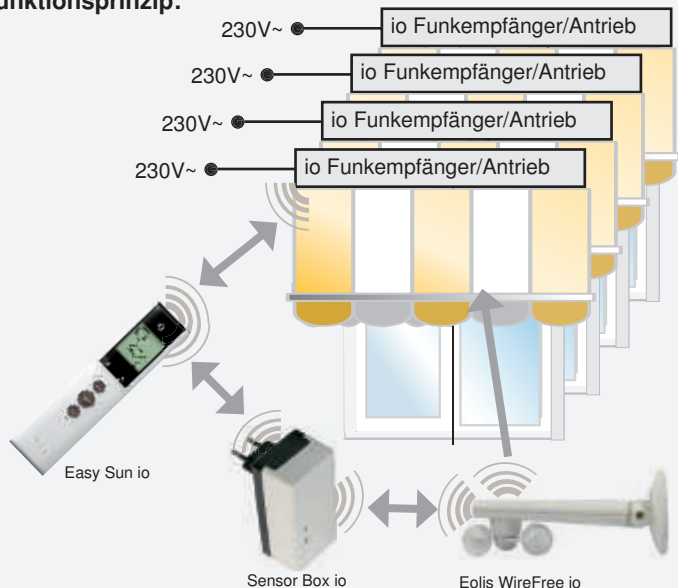 230V~ io Funkempfänger/Antrieb
230V~ io Funkempfänger/Antrieb
230V~ io Funkempfänger/Antrieb
230V~ io Funkempfänger/Antrieb
Easy Sun io
Sensor Box io
Eolis WireFree io